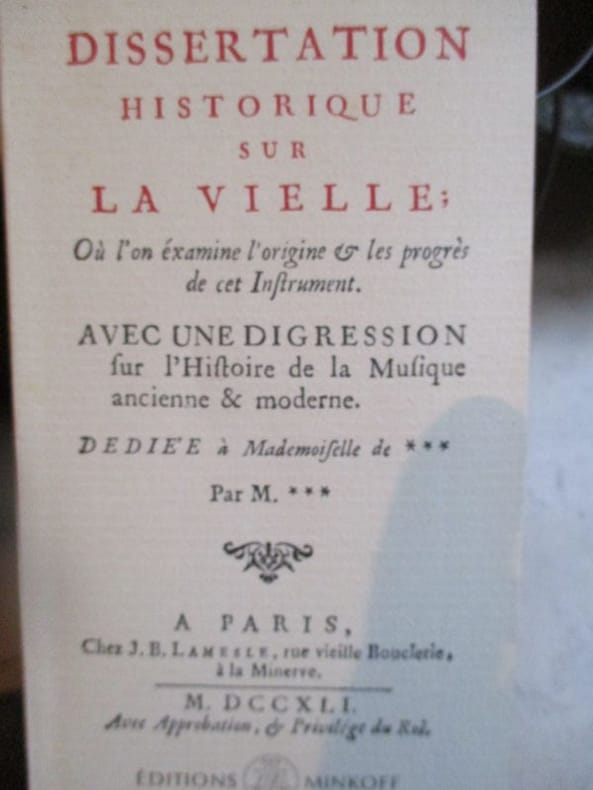 DISSERTATION
HISTORIQUE
SUR
LA VIELLE;
Où l'on éxamine l'origine & les progrès
de cet Inſtrument.
AVEC UNE DIGRESSION
ſur l'Hiſtoire de la Muſique
ancienne & moderne.
DEDIE'E à Mademoiſelle de ***
Par M. ***
A PARIS,
Chez J. B. LAMESLE, rue vieille Bouclerie,
à la Minerve.
M. DCCXLI.
Avec Approbation, & Privilége du Roi.
ÉDITIONS MINKOFF